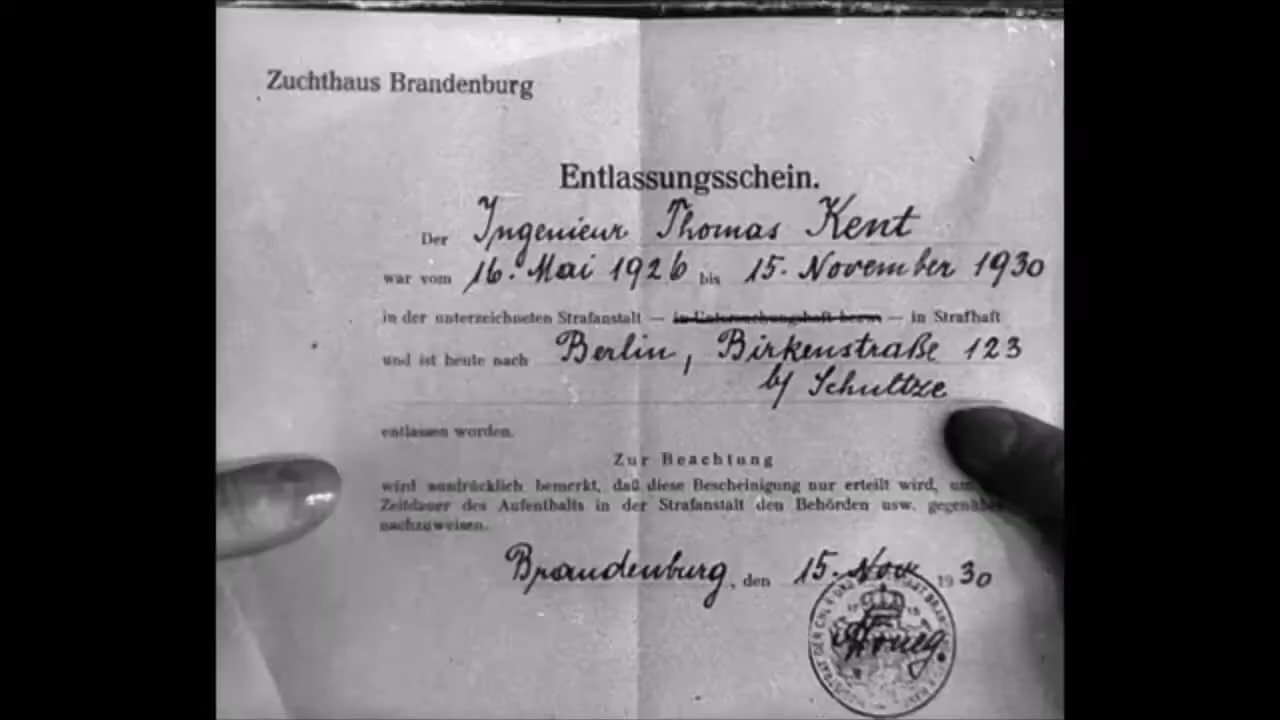 Zuchthaus Brandenburg
Entlassungsschein.
Der Ingenieur Thomas Kent
war vom 16. Mai 1926 bis 15. November 1930
in der unterzeichneten Strafanstalt — in Untersuchungshaft bezw. — in Strafhaft
und ist heute nach Berlin, Birkenstraße 123
b/ Schultze
entlassen worden.
Zur Beachtung
wird ausdrücklich bemerkt, daß diese Bescheinigung nur erteilt wird, um
Zeitdauer des Aufenthalts in der Strafanstalt den Behörden usw. gegenüber
nachzuweisen.
Brandenburg, den 15. Nov 1930